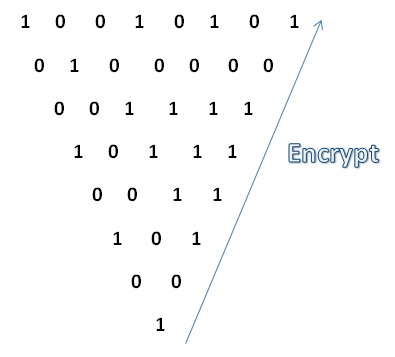 1 0 0 1 0 1 0 1
0 1 0 0 0 0 0
0 0 1 1 1 1
1 0 1 1 1
Encrypt
0 0 1 1
1 0 1
0 0
1